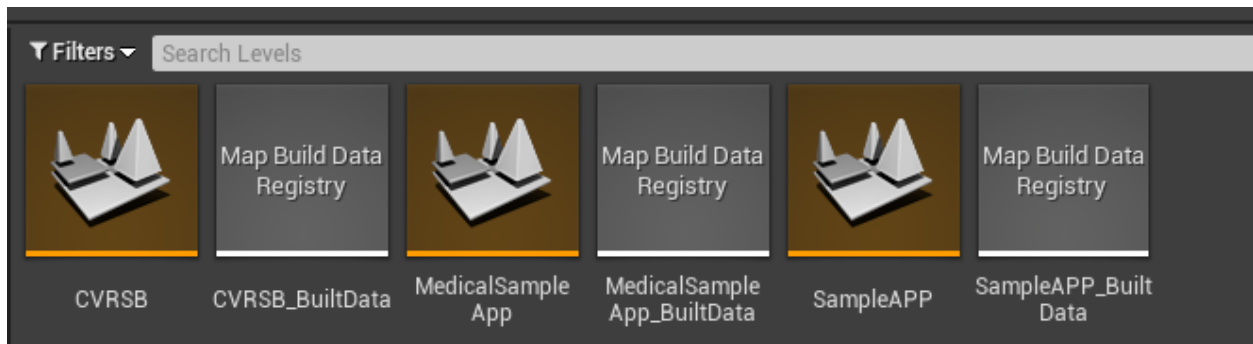 Filters
Search Levels
Map Build Data
Registry
Map Build Data
Registry
Map Build Data
Registry
CVRSB
CVRSB_BuiltData
MedicalSample
App
MedicalSample
App_BuiltData
SampleAPP
SampleAPP_Built
Data